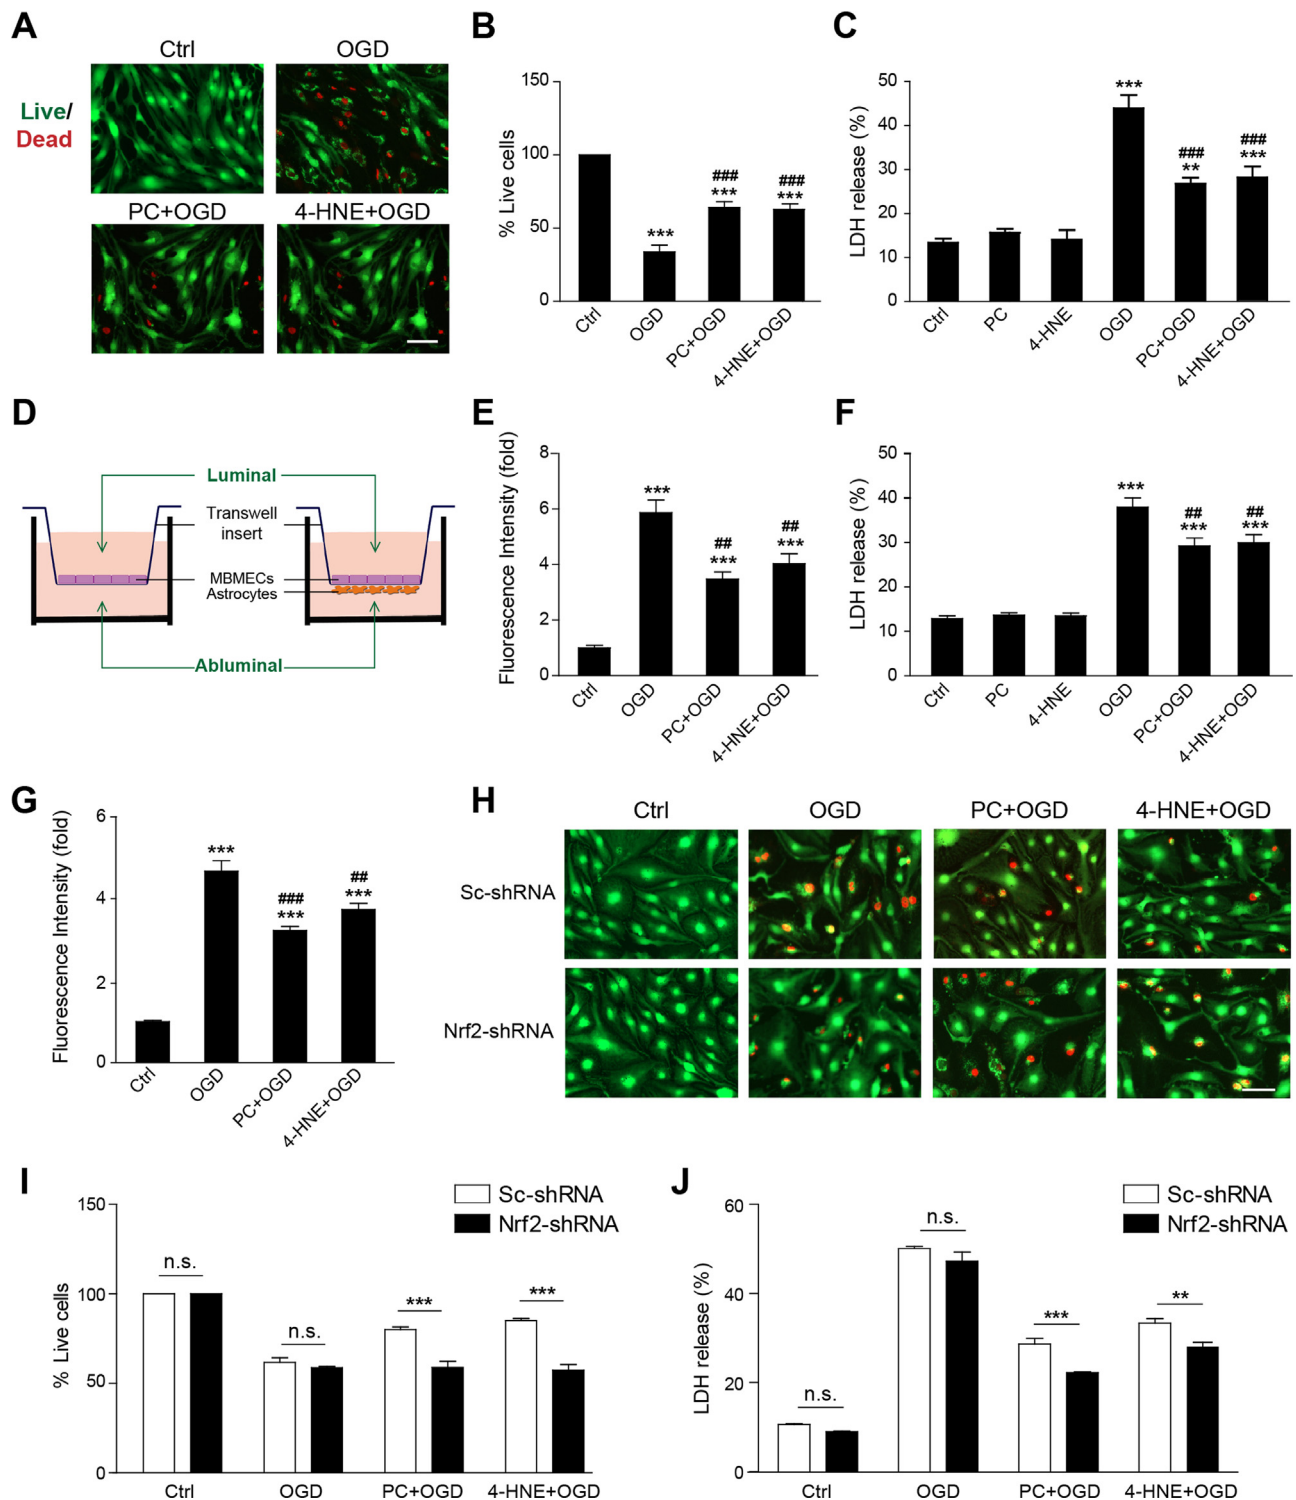 A
Ctrl
OGD
Live/
Dead
PC+OGD
4-HNE+OGD
B
% Live cells
150
100
50
0
***
###
***
###
***
Ctrl
OGD
PC+OGD
4-HNE+OGD
C
LDH release (%)
50
40
30
20
10
0
***
###
**
###
***
Ctrl
PC
4-HNE
OGD
PC+OGD
4-HNE+OGD
D
Luminal
Transwell
insert
MBMECs
Astrocytes
Abluminal
E
Fluorescence Intensity (fold)
8
6
4
2
0
***
##
***
##
***
Ctrl
OGD
PC+OGD
4-HNE+OGD
F
LDH release (%)
50
40
30
20
10
0
***
##
***
##
***
Ctrl
PC
4-HNE
OGD
PC+OGD
4-HNE+OGD
G
Fluorescence Intensity (fold)
6
4
2
0
***
###
***
##
***
Ctrl
OGD
PC+OGD
4-HNE+OGD
H
Ctrl
OGD
PC+OGD
4-HNE+OGD
Sc-shRNA
Nrf2-shRNA
I
Sc-shRNA
Nrf2-shRNA
% Live cells
150
100
50
0
n.s.
n.s.
***
***
Ctrl
OGD
PC+OGD
4-HNE+OGD
J
Sc-shRNA
Nrf2-shRNA
LDH release (%)
60
40
20
0
n.s.
n.s.
***
**
Ctrl
OGD
PC+OGD
4-HNE+OGD